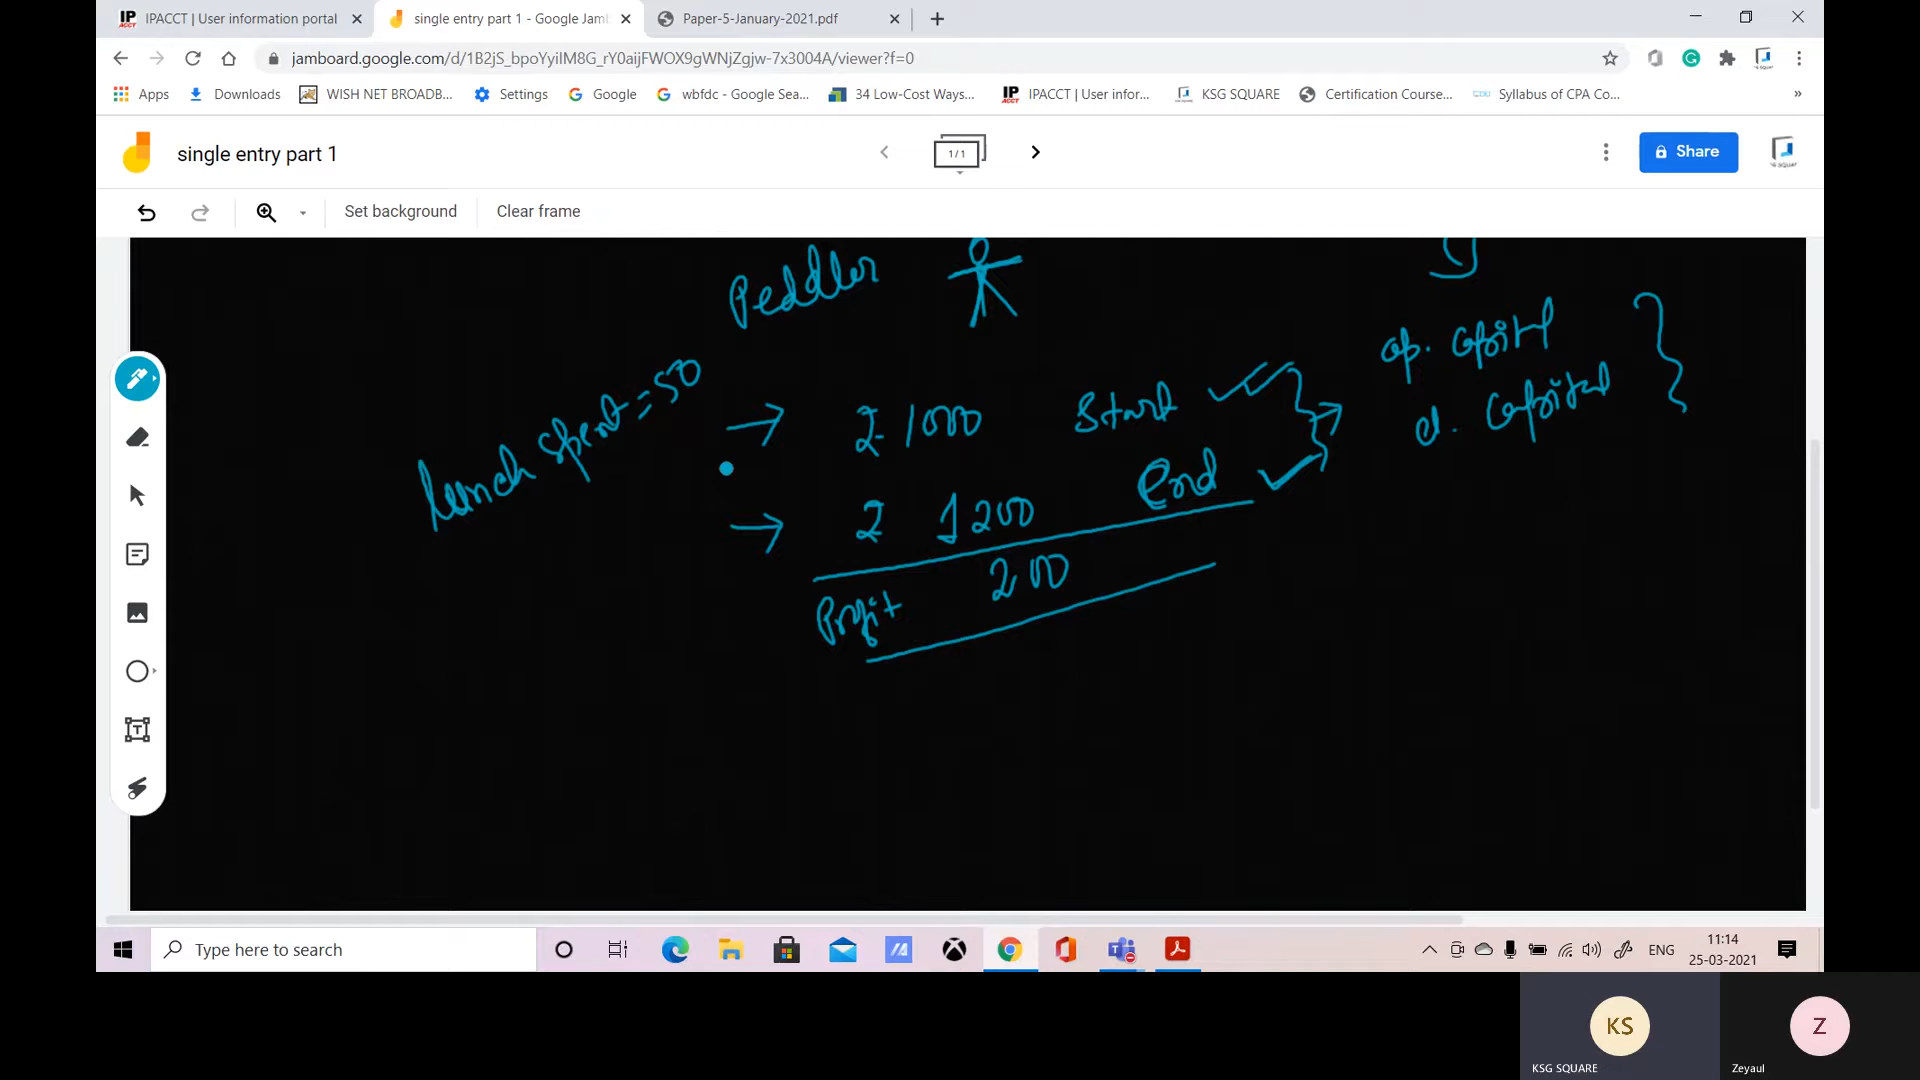 IPACCT | User information portal
single entry part 1 - Google Jam
Paper-5-January-2021.pdf
jamboard.google.com/d/1B2jS_bpoYyiIM8G_rY0aijFWOX9gWNjZgjw-7x3004A/viewer?f=0
Apps
Downloads
WISH NET BROADB...
Settings
Google
wbfdc - Google Sea...
34 Low-Cost Ways...
IPACCT | User infor...
KSG SQUARE
Certification Course...
Syllabus of CPA Co...
single entry part 1
1 / 1
Share
Set background
Clear frame
Peddler
op. Capital
lunch spent = 50
1000 Start
cl. Capital
1200 End
Profit 200
Type here to search
ENG
11:14
25-03-2021
KS
KSG SQUARE
Z
Zeyaul